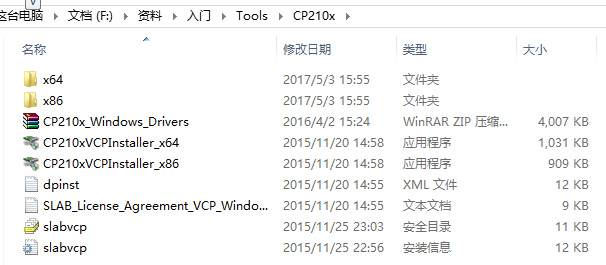 这台电脑 > 文档 (F:) > 资料 > 入门 > Tools > CP210x >
名称 修改日期 类型 大小
x64 2017/5/3 15:55 文件夹
x86 2017/5/3 15:55 文件夹
CP210x_Windows_Drivers 2016/4/2 15:24 WinRAR ZIP 压缩... 4,007 KB
CP210xVCPInstaller_x64 2015/11/20 14:58 应用程序 1,031 KB
CP210xVCPInstaller_x86 2015/11/20 14:58 应用程序 909 KB
dpinst 2015/11/20 14:55 XML 文件 12 KB
SLAB_License_Agreement_VCP_Windo... 2015/11/20 14:55 文本文档 9 KB
slabvcp 2015/11/25 23:03 安全目录 11 KB
slabvcp 2015/11/25 22:56 安装信息 12 KB